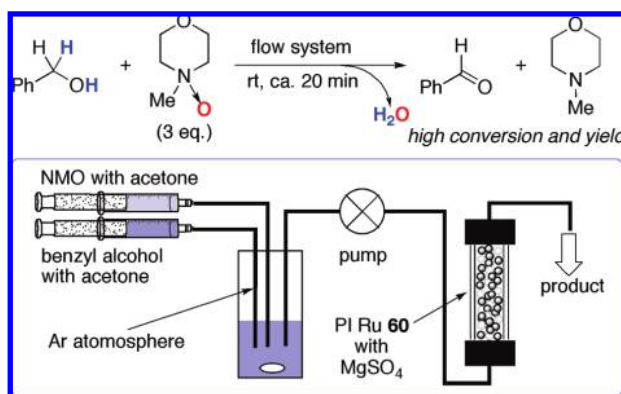 H H
Ph OH
+
N
Me O
(3 eq.)
flow system
rt, ca. 20 min
H2O
H
Ph O
+
O
N
Me
high conversion and yield
NMO with acetone
benzyl alcohol
with acetone
Ar atomosphere
pump
PI Ru 60
with
MgSO4
product